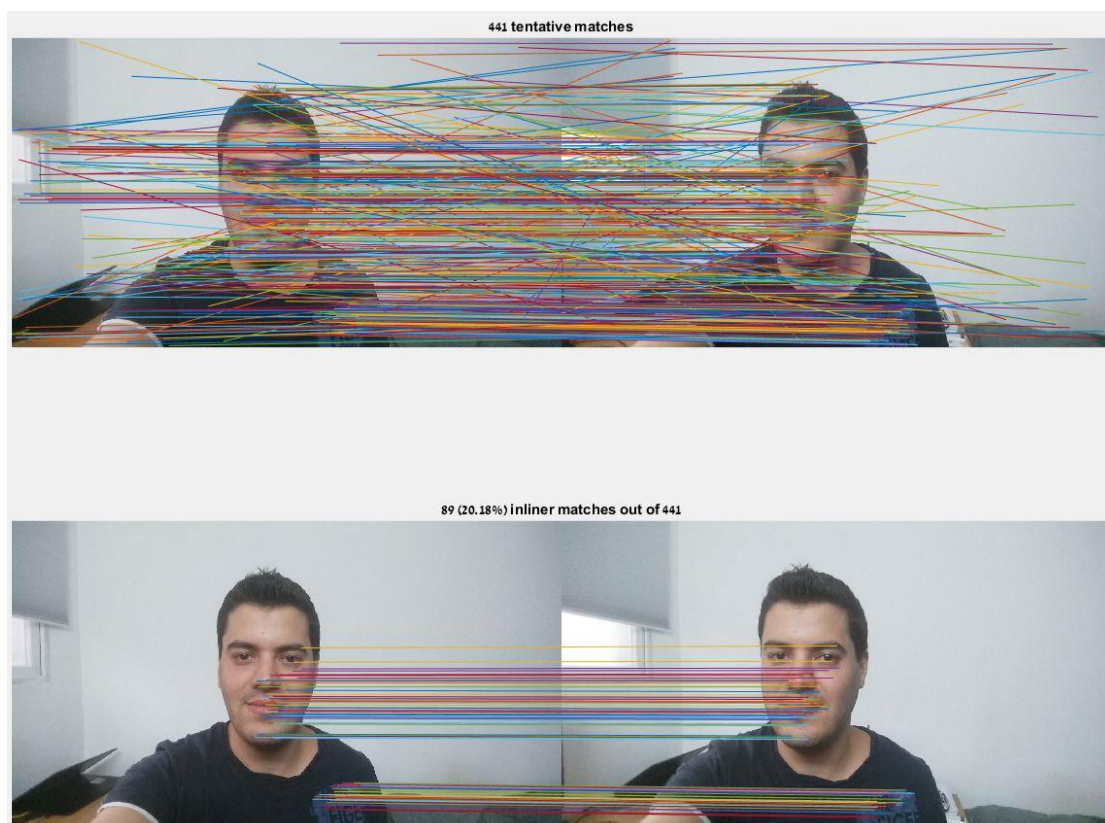 441 tentative matches
89 (20.18%) inliner matches out of 441